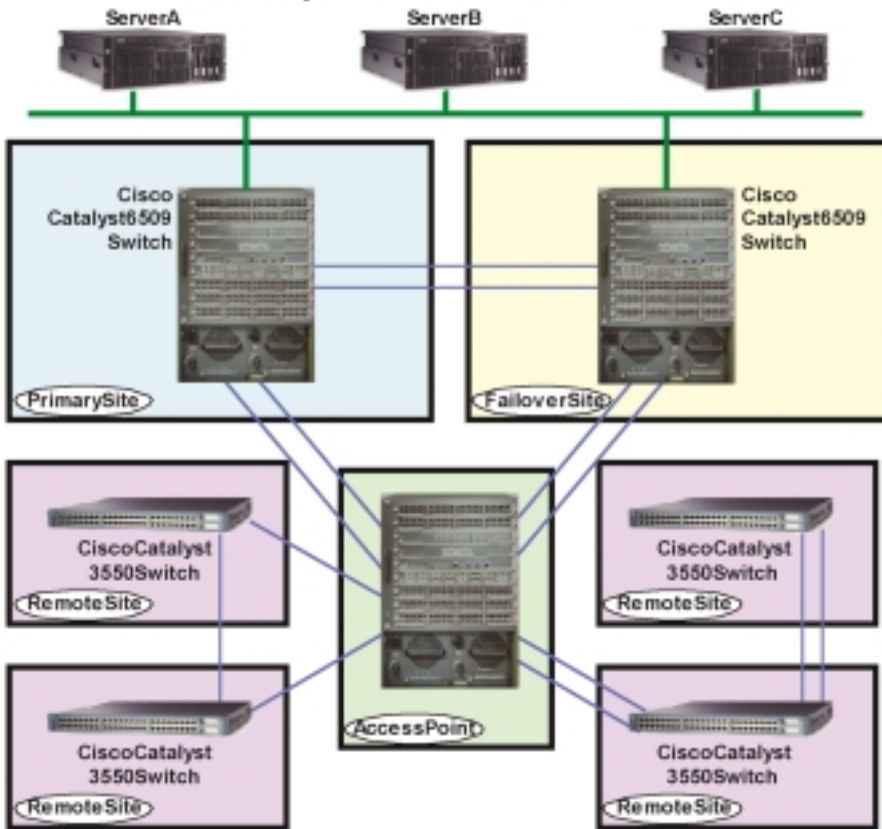 ServerA
ServerB
ServerC
Cisco
Catalyst6509
Switch
Cisco
Catalyst6509
Switch
PrimarySite
FailoverSite
CiscoCatalyst
3550Switch
RemoteSite
CiscoCatalyst
3550Switch
RemoteSite
AccessPoint
CiscoCatalyst
3550Switch
RemoteSite
CiscoCatalyst
3550Switch
RemoteSite